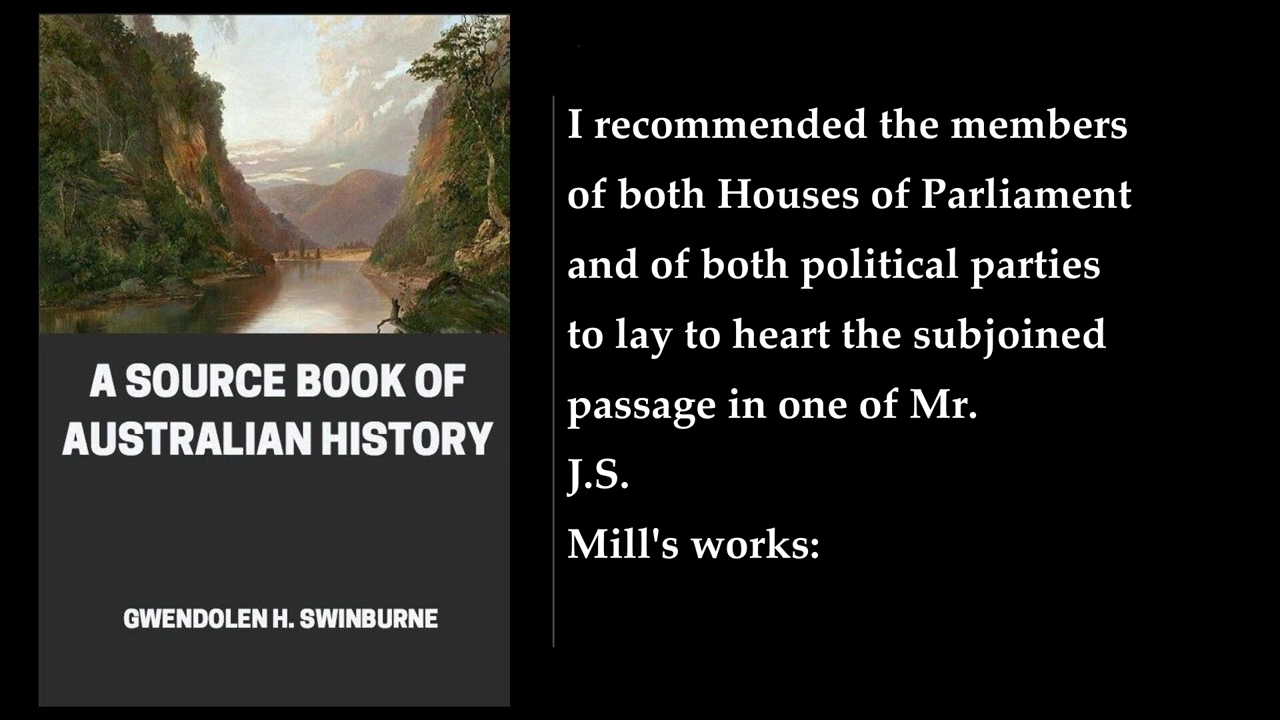 A SOURCE BOOK OF
AUSTRALIAN HISTORY
GWENDOLEN H. SWINBURNE
I recommended the members
of both Houses of Parliament
and of both political parties
to lay to heart the subjoined
passage in one of Mr.
J.S.
Mill's works: